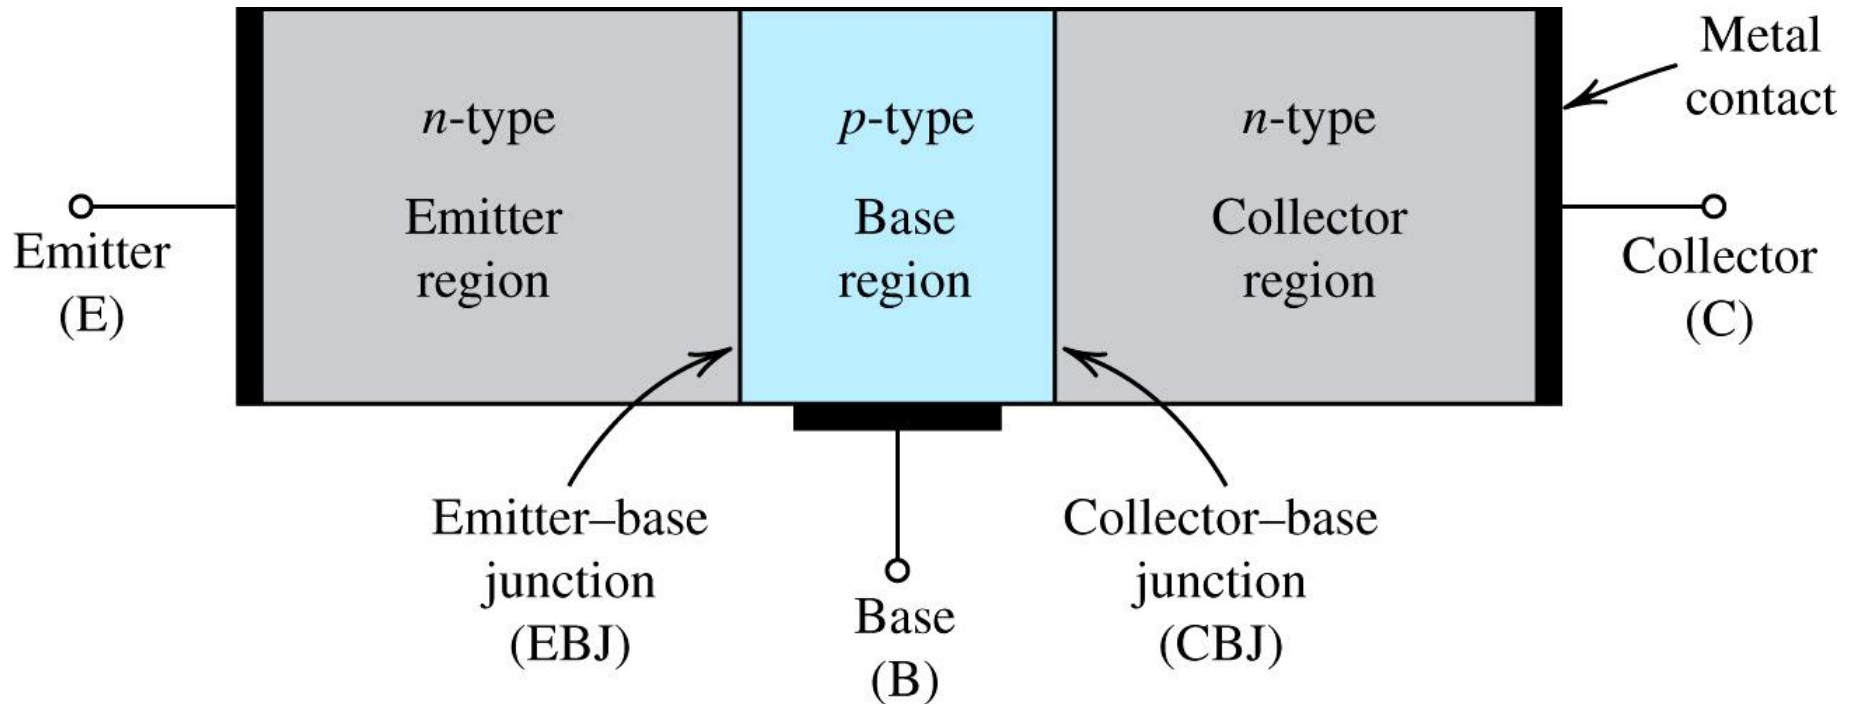 Metal
contact
n-type
Emitter
region
p-type
Base
region
n-type
Collector
region
Emitter
(E)
Collector
(C)
Emitter–base
junction
(EBJ)
Base
(B)
Collector–base
junction
(CBJ)